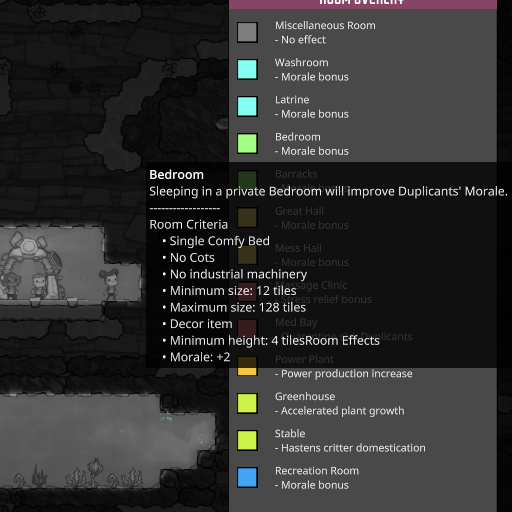 ROOM OVERLAY
Miscellaneous Room
- No effect
Washroom
- Morale bonus
Latrine
- Morale bonus
Bedroom
- Morale bonus
Bedroom
Sleeping in a private Bedroom will improve Duplicants' Morale.
------------------
Room Criteria
• Single Comfy Bed
• No Cots
• No industrial machinery
• Minimum size: 12 tiles
• Maximum size: 128 tiles
• Decor item
• Minimum height: 4 tilesRoom Effects
• Morale: +2
Barracks
Great Hall
- Morale bonus
Mess Hall
- Morale bonus
Massage Clinic
- Stress relief bonus
Med Bay
Duplicants
Power Plant
- Power production increase
Greenhouse
- Accelerated plant growth
Stable
- Hastens critter domestication
Recreation Room
- Morale bonus